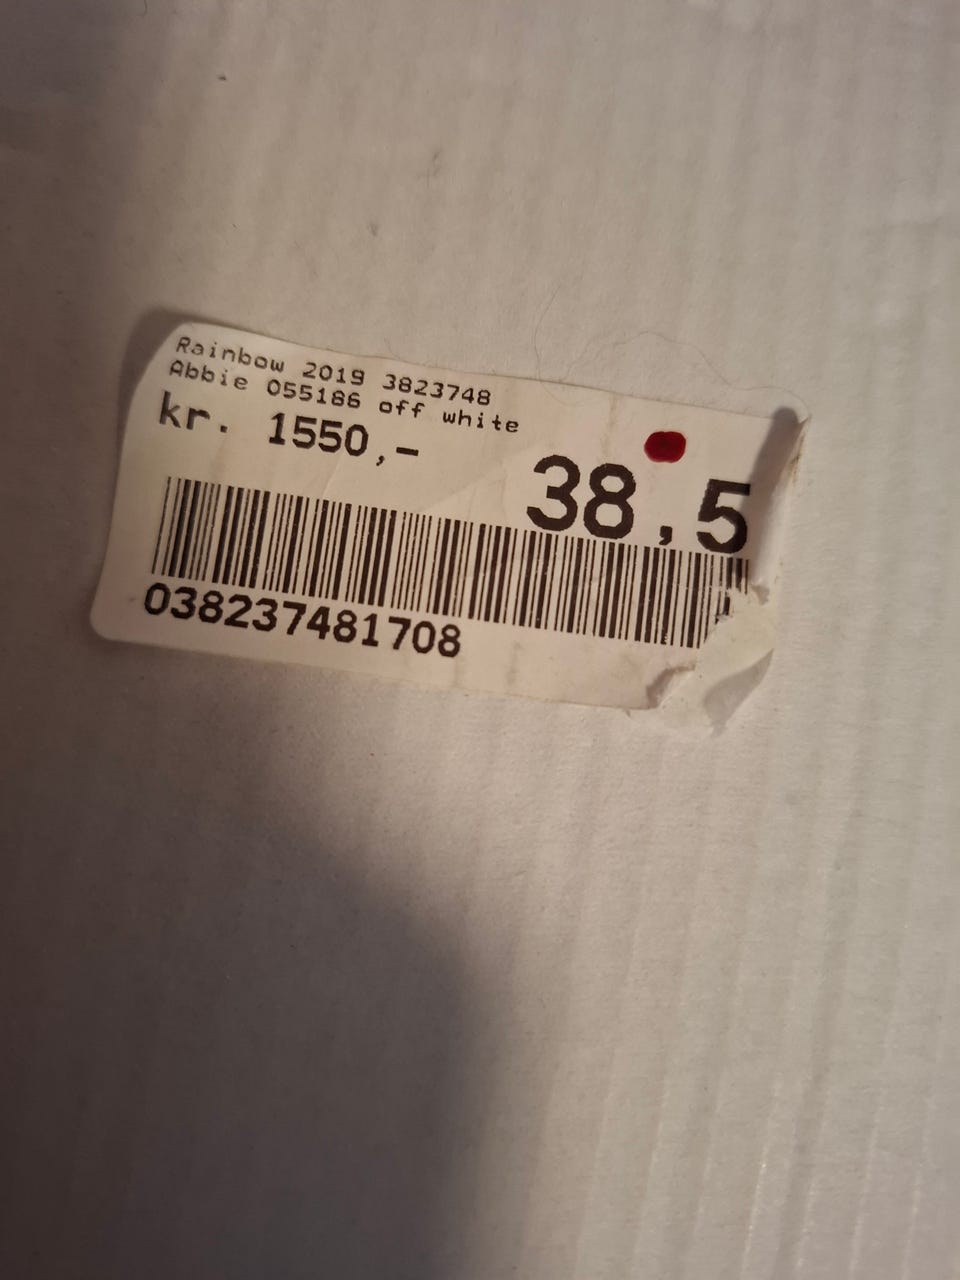 Rainbow 2019 3823748
Abbie 055186 off white
kr. 1550,-
38,5
038237481708